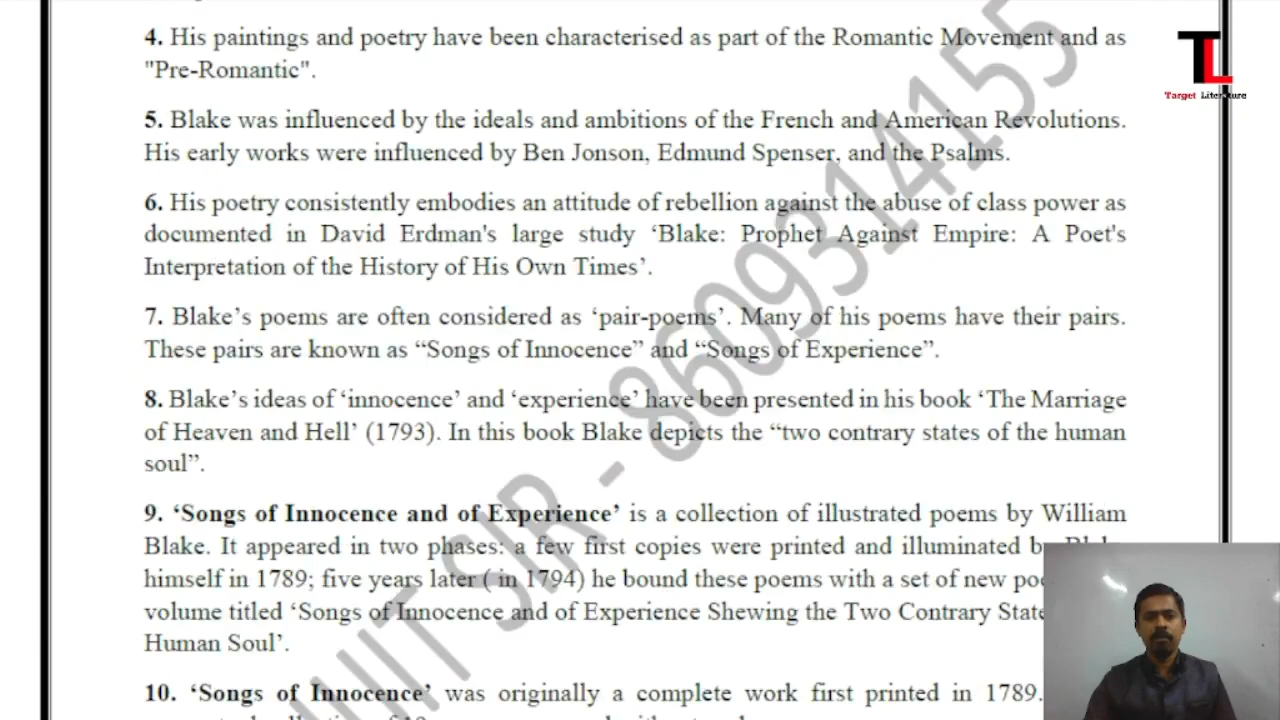 4. His paintings and poetry have been characterised as part of the Romantic Movement and as
"Pre-Romantic".
5. Blake was influenced by the ideals and ambitions of the French and American Revolutions.
His early works were influenced by Ben Jonson, Edmund Spenser, and the Psalms.
6. His poetry consistently embodies an attitude of rebellion against the abuse of class power as
documented in David Erdman's large study ‘Blake: Prophet Against Empire: A Poet's
Interpretation of the History of His Own Times’.
7. Blake’s poems are often considered as ‘pair-poems’. Many of his poems have their pairs.
These pairs are known as “Songs of Innocence” and “Songs of Experience”.
8. Blake’s ideas of ‘innocence’ and ‘experience’ have been presented in his book ‘The Marriage
of Heaven and Hell’ (1793). In this book Blake depicts the “two contrary states of the human
soul”.
9. ‘Songs of Innocence and of Experience’ is a collection of illustrated poems by William
Blake. It appeared in two phases: a few first copies were printed and illuminated
himself in 1789; five years later ( in 1794) he bound these poems with a set of new
volume titled ‘Songs of Innocence and of Experience Shewing the Two Contrary
Human Soul’.
10. ‘Songs of Innocence’ was originally a complete work first printed in 1789.
SIR - 8609314155
TL
Target Literature